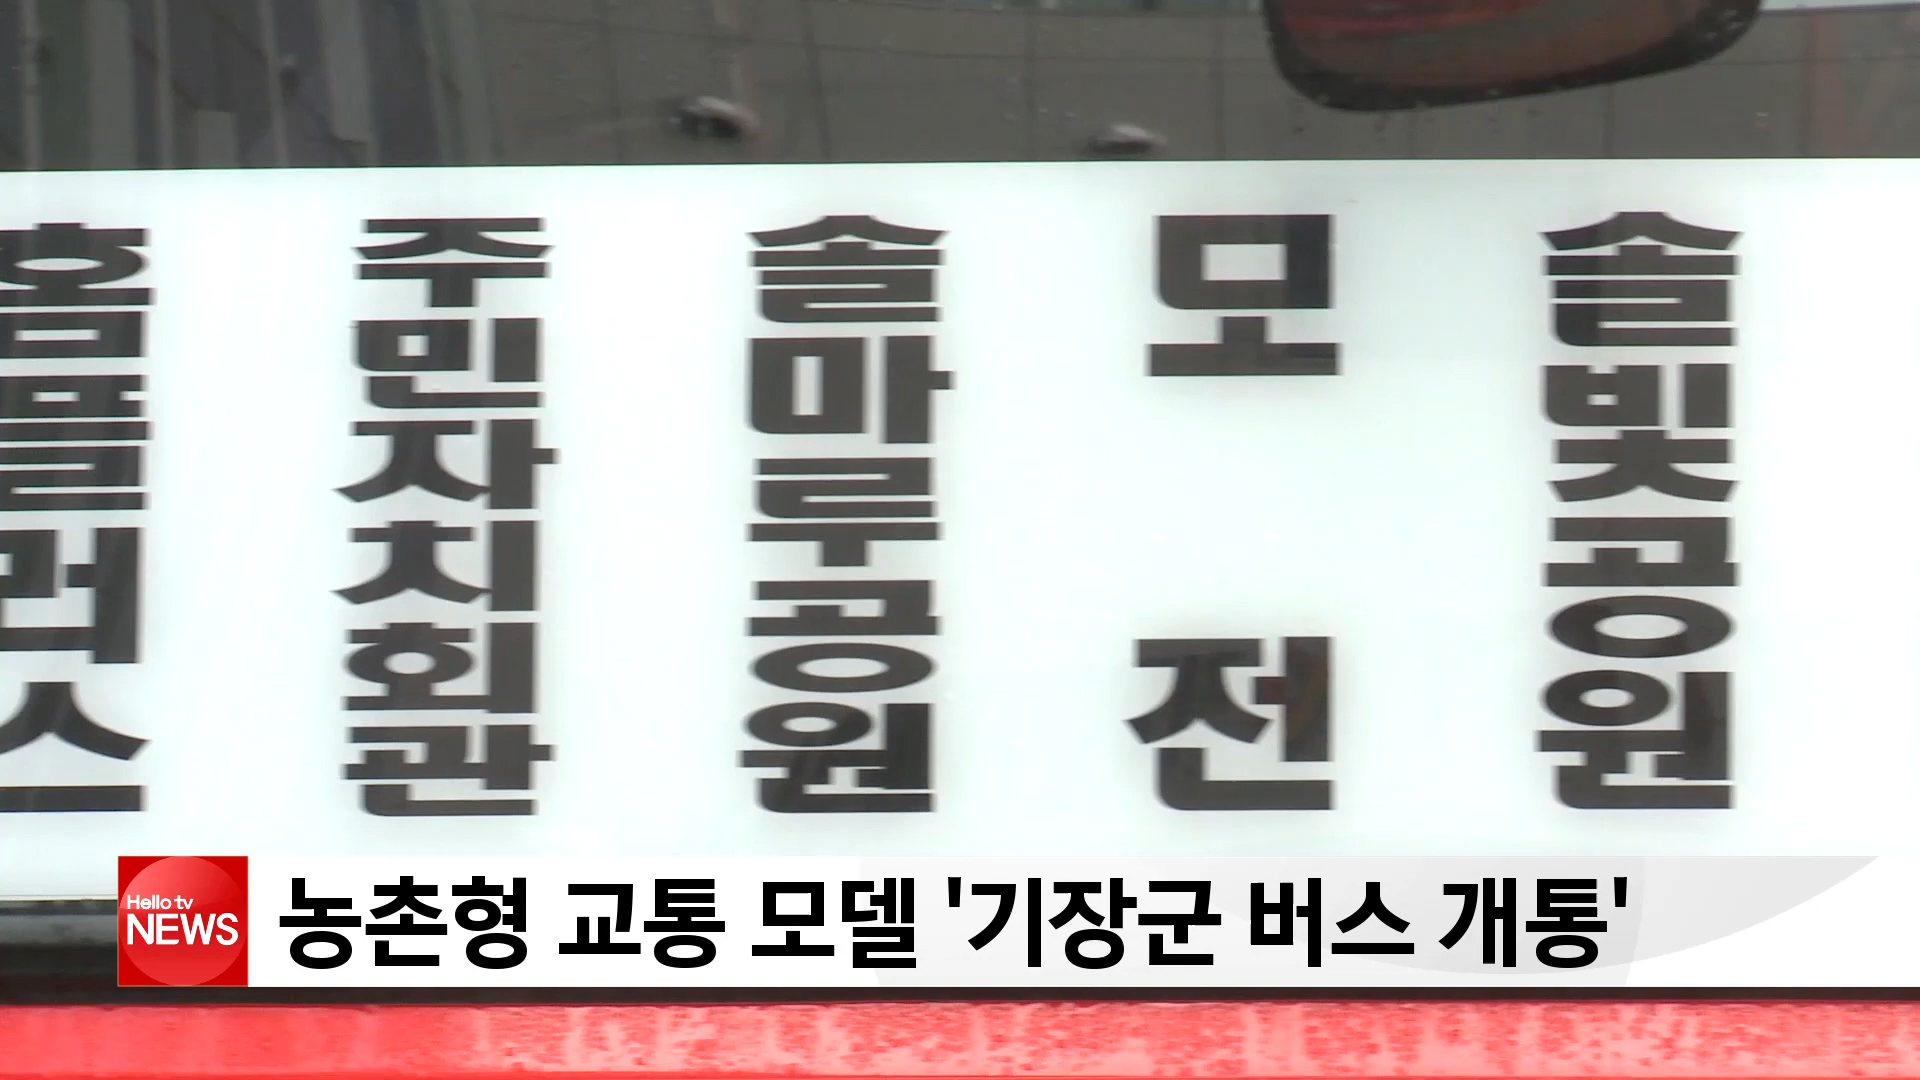 홈플러스
주민자치회관
솔마루공원
모전
솔빛공원
Hello tv
NEWS
농촌형 교통 모델 '기장군 버스 개통'